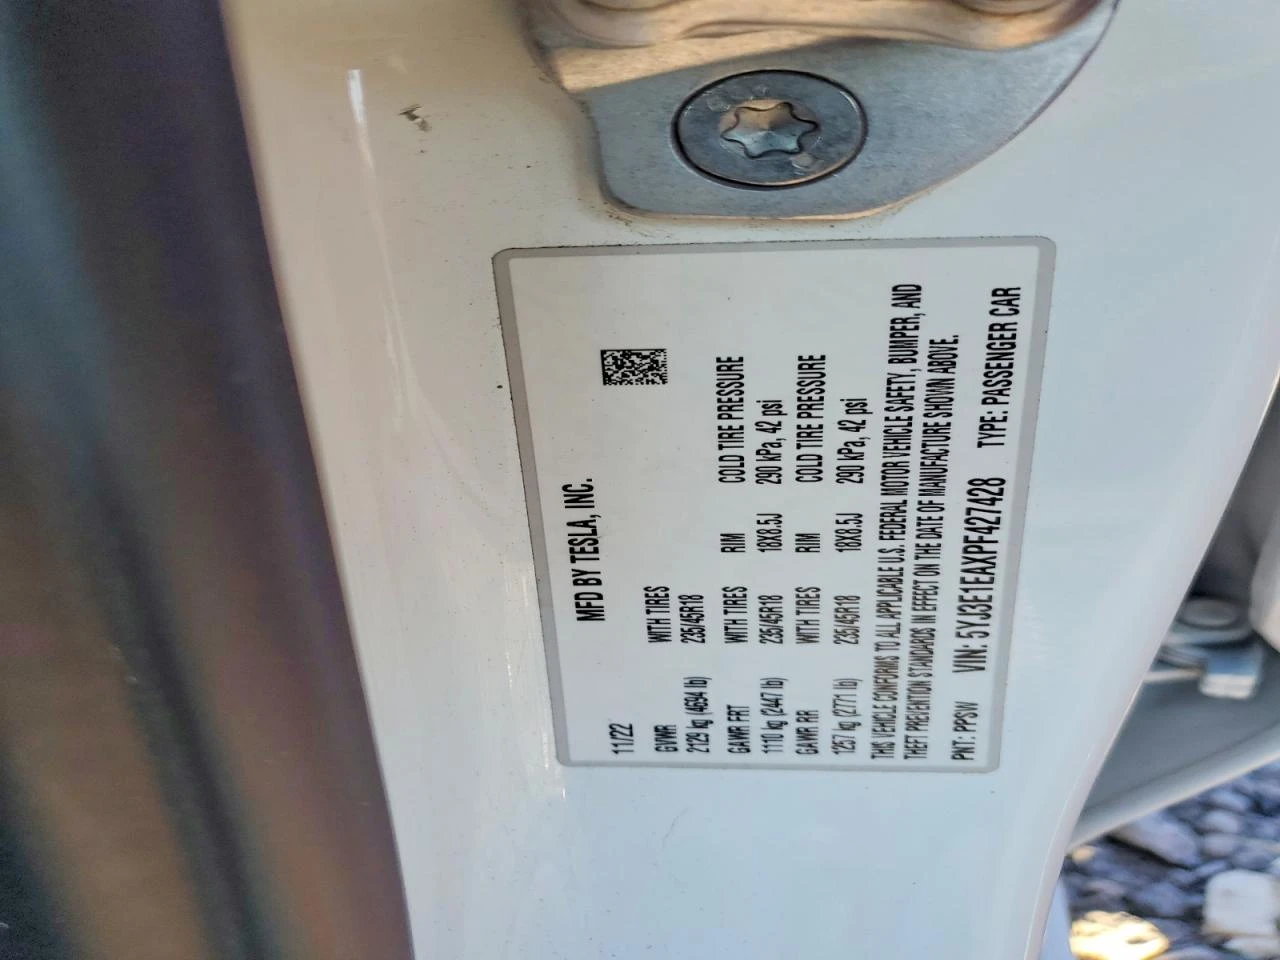 MFD BY TESLA, INC.
11/22
GVWR WITH TIRES
2129 kg (4694 lb) 235/45R18
GAWR FRT WITH TIRES RIM COLD TIRE PRESSURE
1110 kg (2447 lb) 235/45R18 18X8.5J 290 kPa, 42 psi
GAWR RR WITH TIRES RIM COLD TIRE PRESSURE
1257 kg (2771 lb) 235/45R18 18X8.5J 290 kPa, 42 psi
THIS VEHICLE CONFORMS TO ALL APPLICABLE U.S. FEDERAL MOTOR VEHICLE SAFETY, BUMPER, AND
THEFT PREVENTION STANDARDS IN EFFECT ON THE DATE OF MANUFACTURE SHOWN ABOVE.
PNT: PPSW VIN: 5YJ3E1EAXPF427428 TYPE: PASSENGER CAR